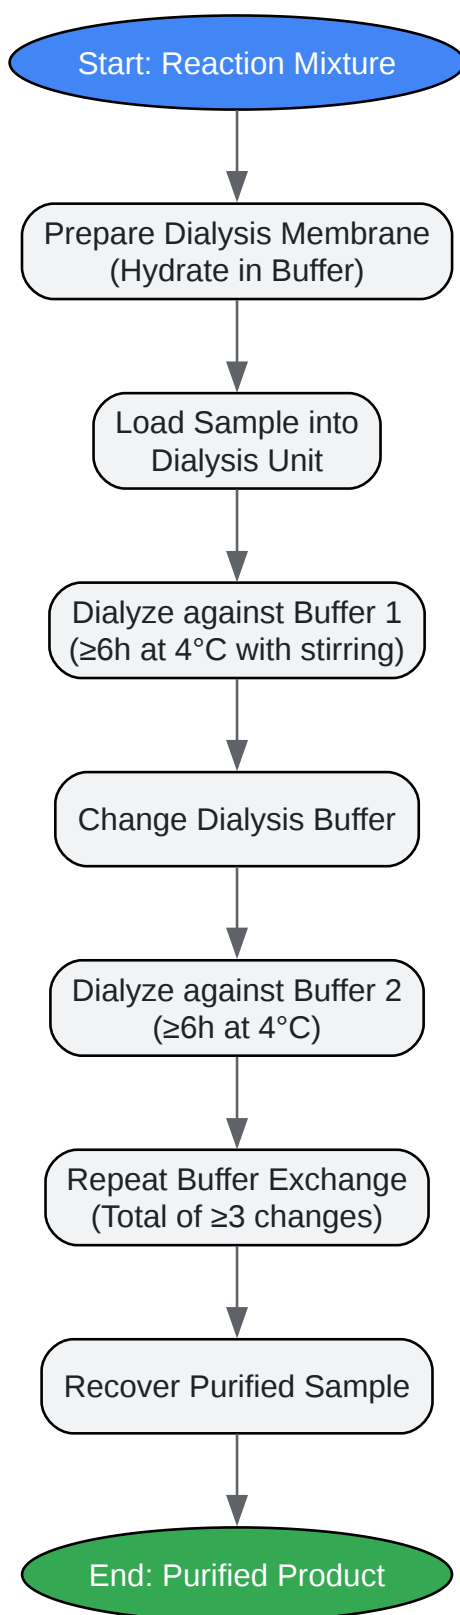 Start: Reaction Mixture
Prepare Dialysis Membrane
(Hydrate in Buffer)
Load Sample into
Dialysis Unit
Dialyze against Buffer 1
(≥6h at 4°C with stirring)
Change Dialysis Buffer
Dialyze against Buffer 2
(≥6h at 4°C)
Repeat Buffer Exchange
(Total of ≥3 changes)
Recover Purified Sample
End: Purified Product